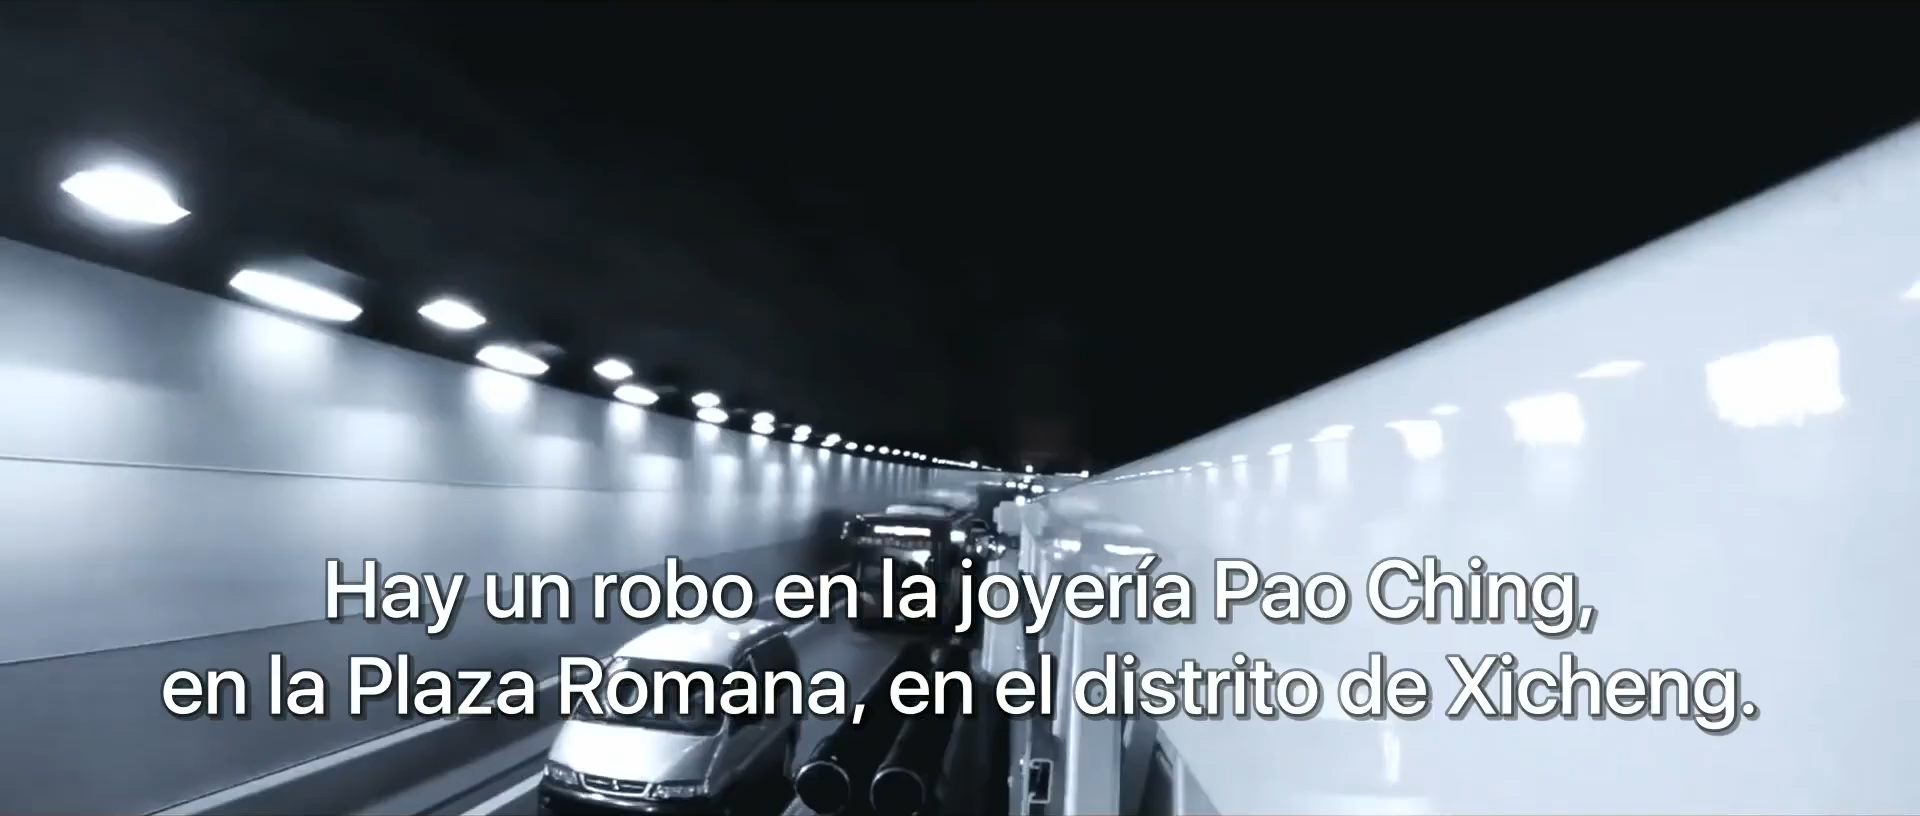 Hay un robo en la joyería Pao Ching,
en la Plaza Romana, en el distrito de Xicheng.